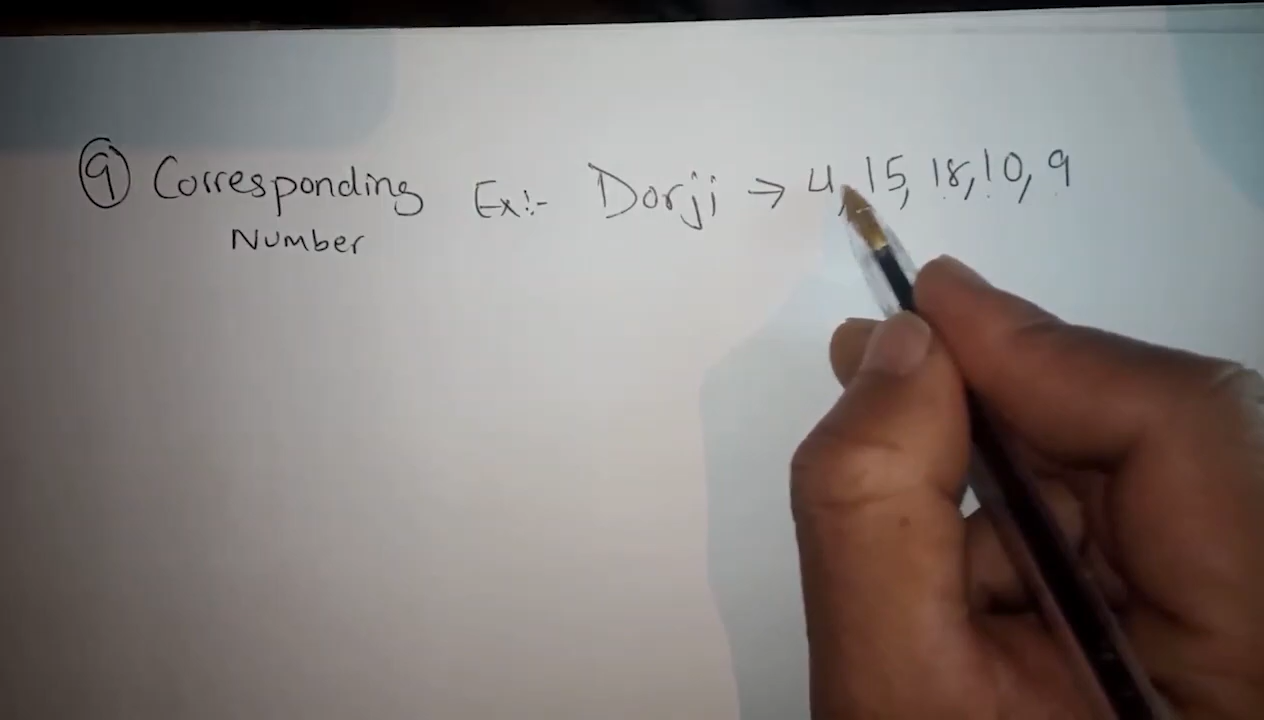 ⑨ Corresponding Ex:- Dorji → 4, 15, 18, 10, 9
Number